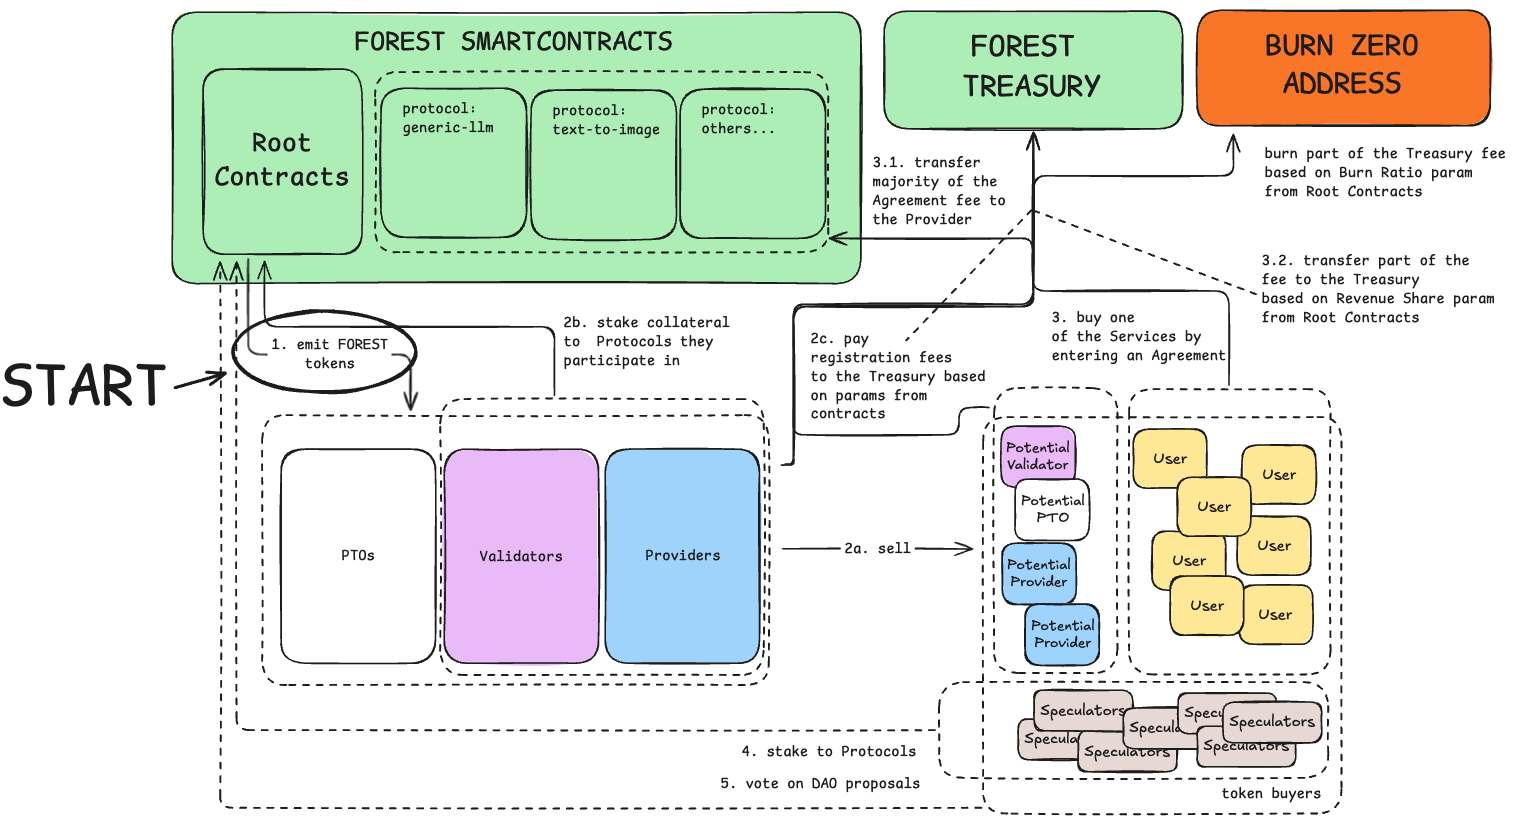 FOREST SMARTCONTRACTS
Root
Contracts
protocol:
generic-llm
protocol:
text-to-image
protocol:
others...
FOREST
TREASURY
BURN ZERO
ADDRESS
3.1. transfer
majority of the
Agreement fee to
the Provider
burn part of the Treasury fee
based on Burn Ratio param
from Root Contracts
3.2. transfer part of the
fee to the Treasury
based on Revenue Share param
from Root Contracts
START
1. emit FOREST
tokens
2b. stake collateral
to Protocols they
participate in
2c. pay
registration fees
to the Treasury based
on params from
contracts
3. buy one
of the Services by
entering an Agreement
PTOs
Validators
Providers
2a. sell
Potential
Validator
Potential
PTO
Potential
Provider
Potential
Provider
User
User
User
User
User
User
User
Speculators
Specu
Speculators
Specula
Specula
Speculators
Speculators
4. stake to Protocols
5. vote on DAO proposals
token buyers